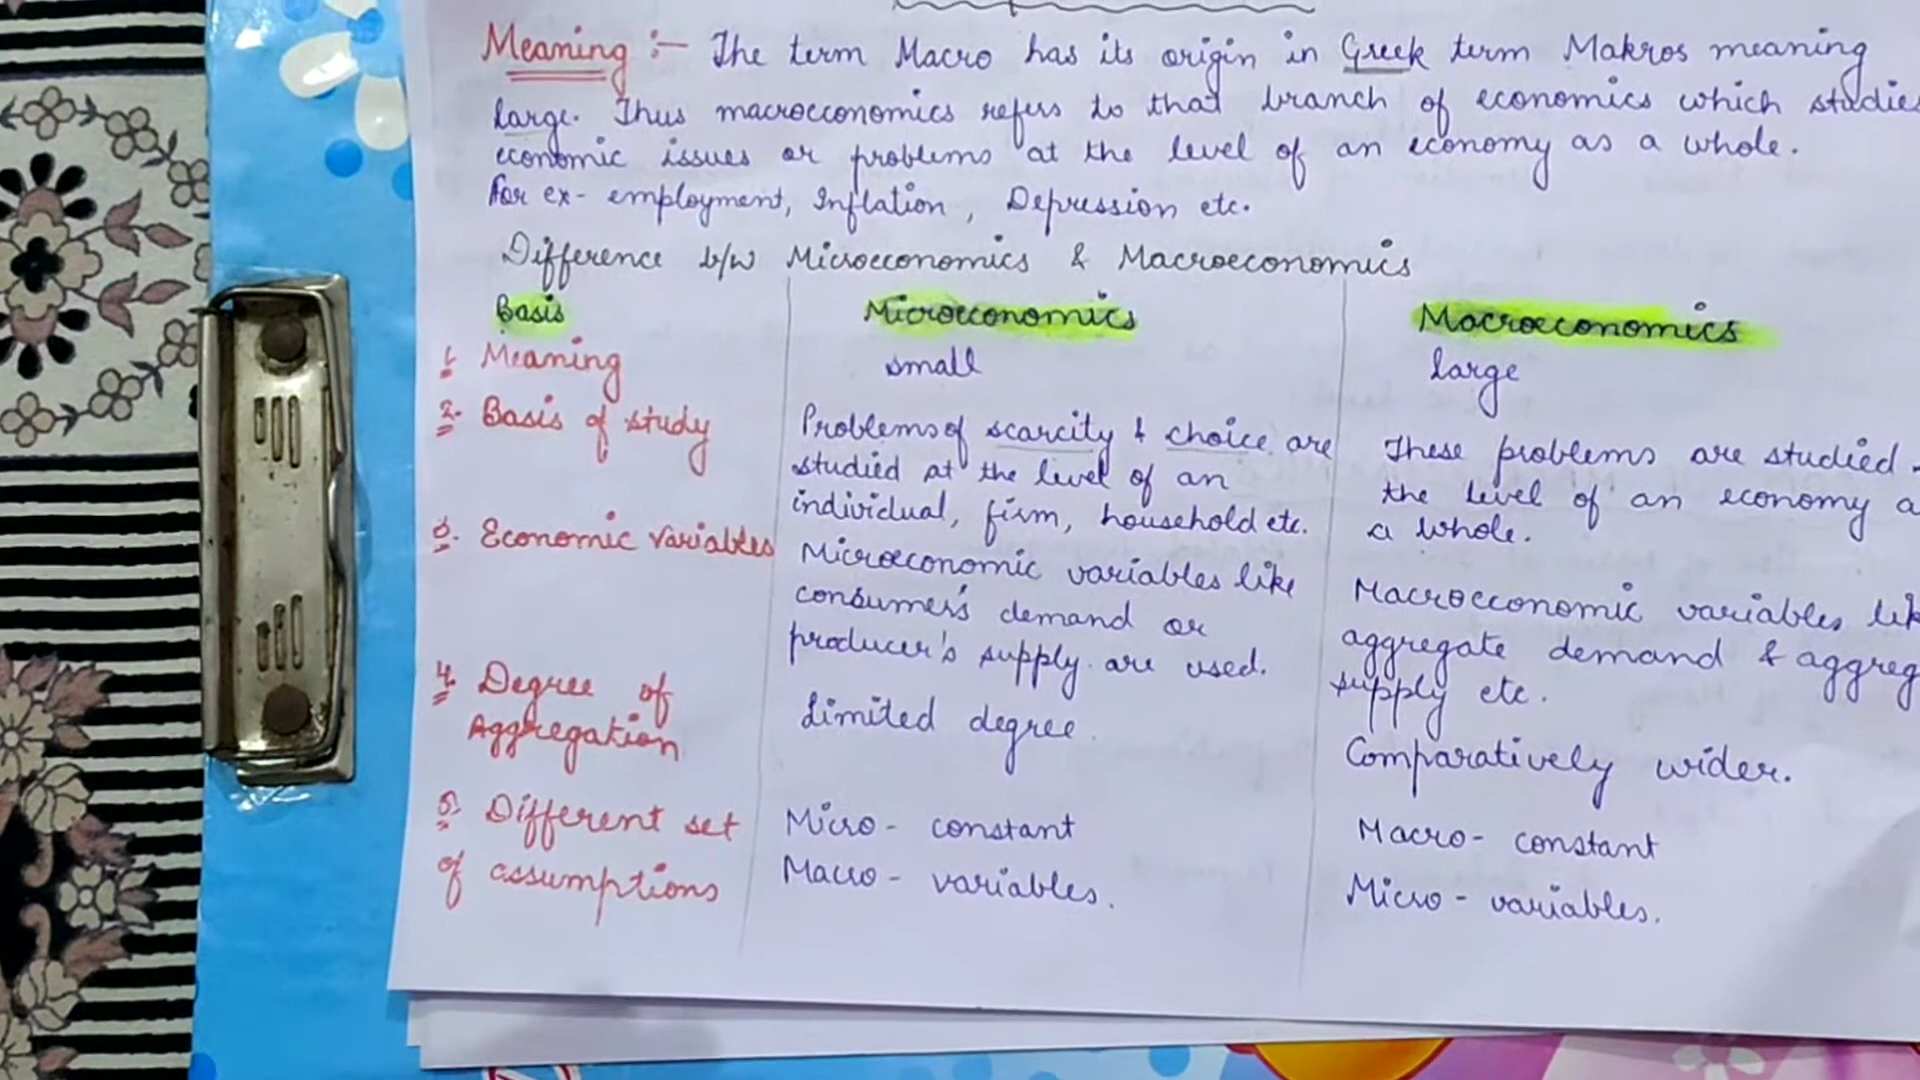 Meaning :- The term Macro has its origin in Greek term Makros meaning
large. Thus macroeconomics refers to that branch of economics which studies
economic issues or problems at the level of an economy as a whole.
For ex- employment, Inflation, Depression etc.
Difference b/w Microeconomics & Macroeconomics
Basis Microeconomics Macroeconomics
1. Meaning small large
2. Basis of study
Problems of scarcity & choice are
studied at the level of an
individual, firm, household etc.
These problems are studied
the level of an economy a
a whole.
3. Economic variables
Microeconomic variables like
consumer's demand or
producer's supply are used.
Macroeconomic variables lik
aggregate demand & aggreg
supply etc.
4. Degree of
Aggregation
Limited degree.
Comparatively wider.
5. Different set
of assumptions
Micro - constant
Macro - variables.
Macro - constant
Micro - variables.